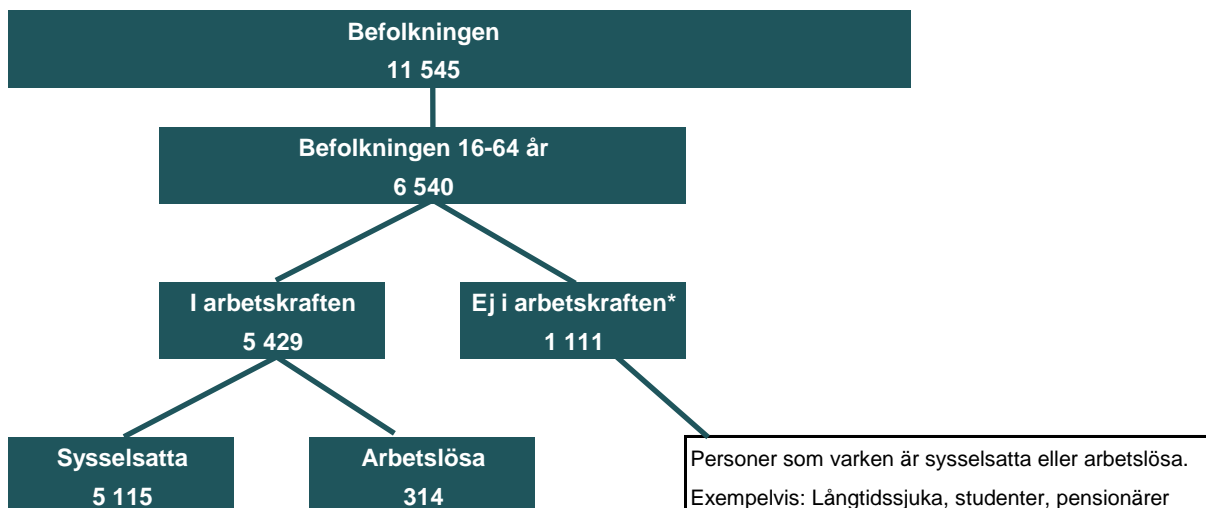 Befolkningen
11 545
Befolkningen 16-64 år
6 540
I arbetskraften
5 429
Ej i arbetskraften*
1 111
Sysselsatta
5 115
Arbetslösa
314
Personer som varken är sysselsatta eller arbetslösa.
Exempelvis: Långtidssjuka, studenter, pensionärer